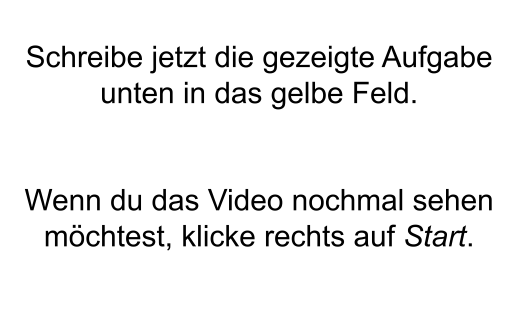 Schreibe jetzt die gezeigte Aufgabe
unten in das gelbe Feld.
Wenn du das Video nochmal sehen
möchtest, klicke rechts auf Start.